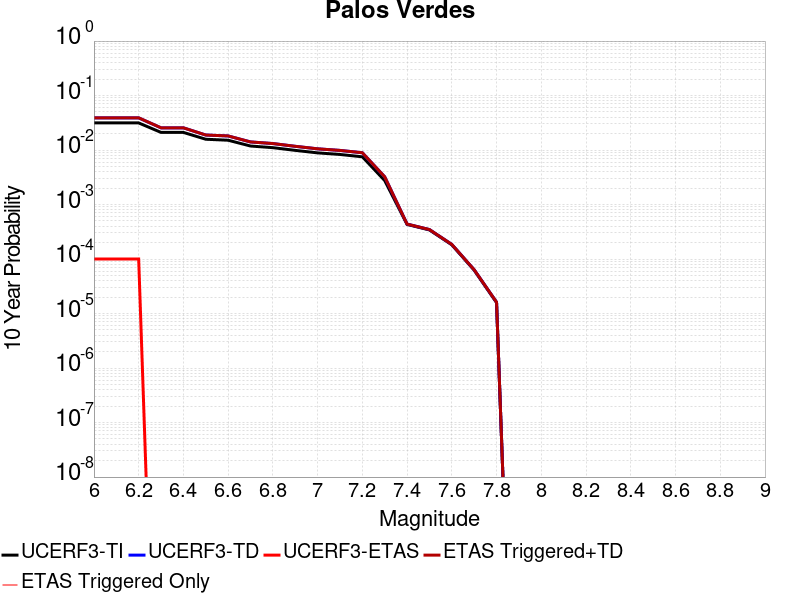 Palos Verdes
10^0
10^-1
10^-2
10^-3
10^-4
10^-5
10^-6
10^-7
10^-8
10 Year Probability
6 6.2 6.4 6.6 6.8 7 7.2 7.4 7.6 7.8 8 8.2 8.4 8.6 8.8 9
Magnitude
UCERF3-TI UCERF3-TD UCERF3-ETAS ETAS Triggered+TD
ETAS Triggered Only